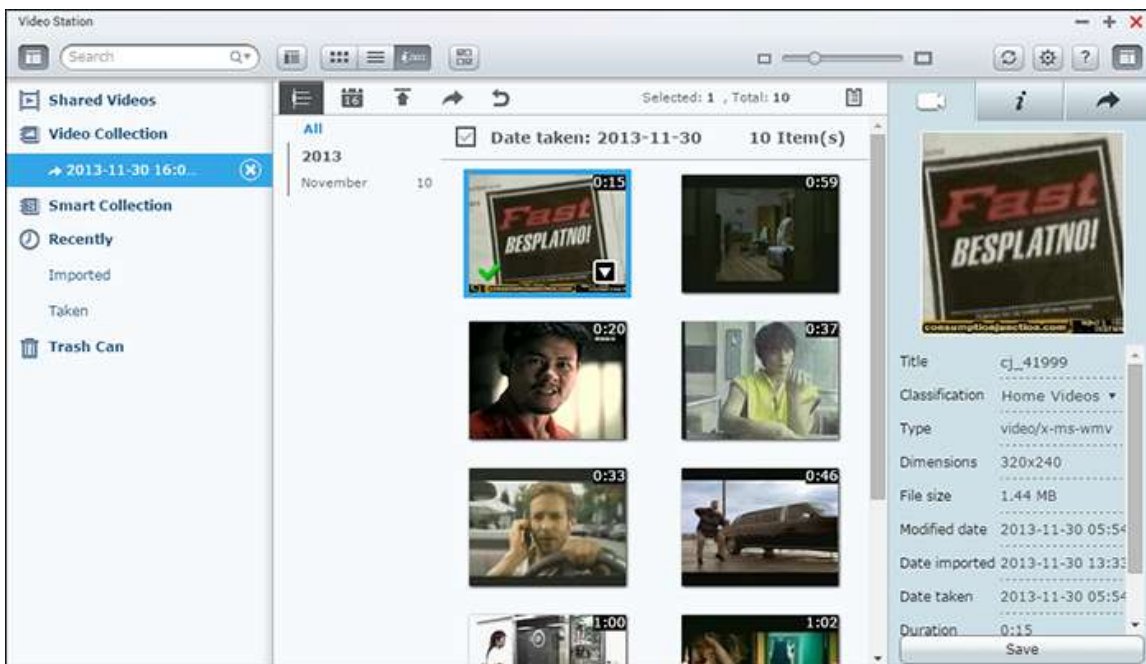 Video Station
Search
Shared Videos
Video Collection
2013-11-30 16:0...
Smart Collection
Recently
Imported
Taken
Trash Can
16
Selected: 1 , Total: 10
All
2013
November 10
Date taken: 2013-11-30 10 Item(s)
0:15
Fast
BESPLATNO!
0:59
0:20
0:37
0:33
0:46
1:00
1:02
Fast
BESPLATNO!
consumptionjunction.com
Title cj_41999
Classification Home Videos
Type video/x-ms-wmv
Dimensions 320x240
File size 1.44 MB
Modified date 2013-11-30 05:54
Date imported 2013-11-30 13:33
Date taken 2013-11-30 05:54
Duration 0:15
Save